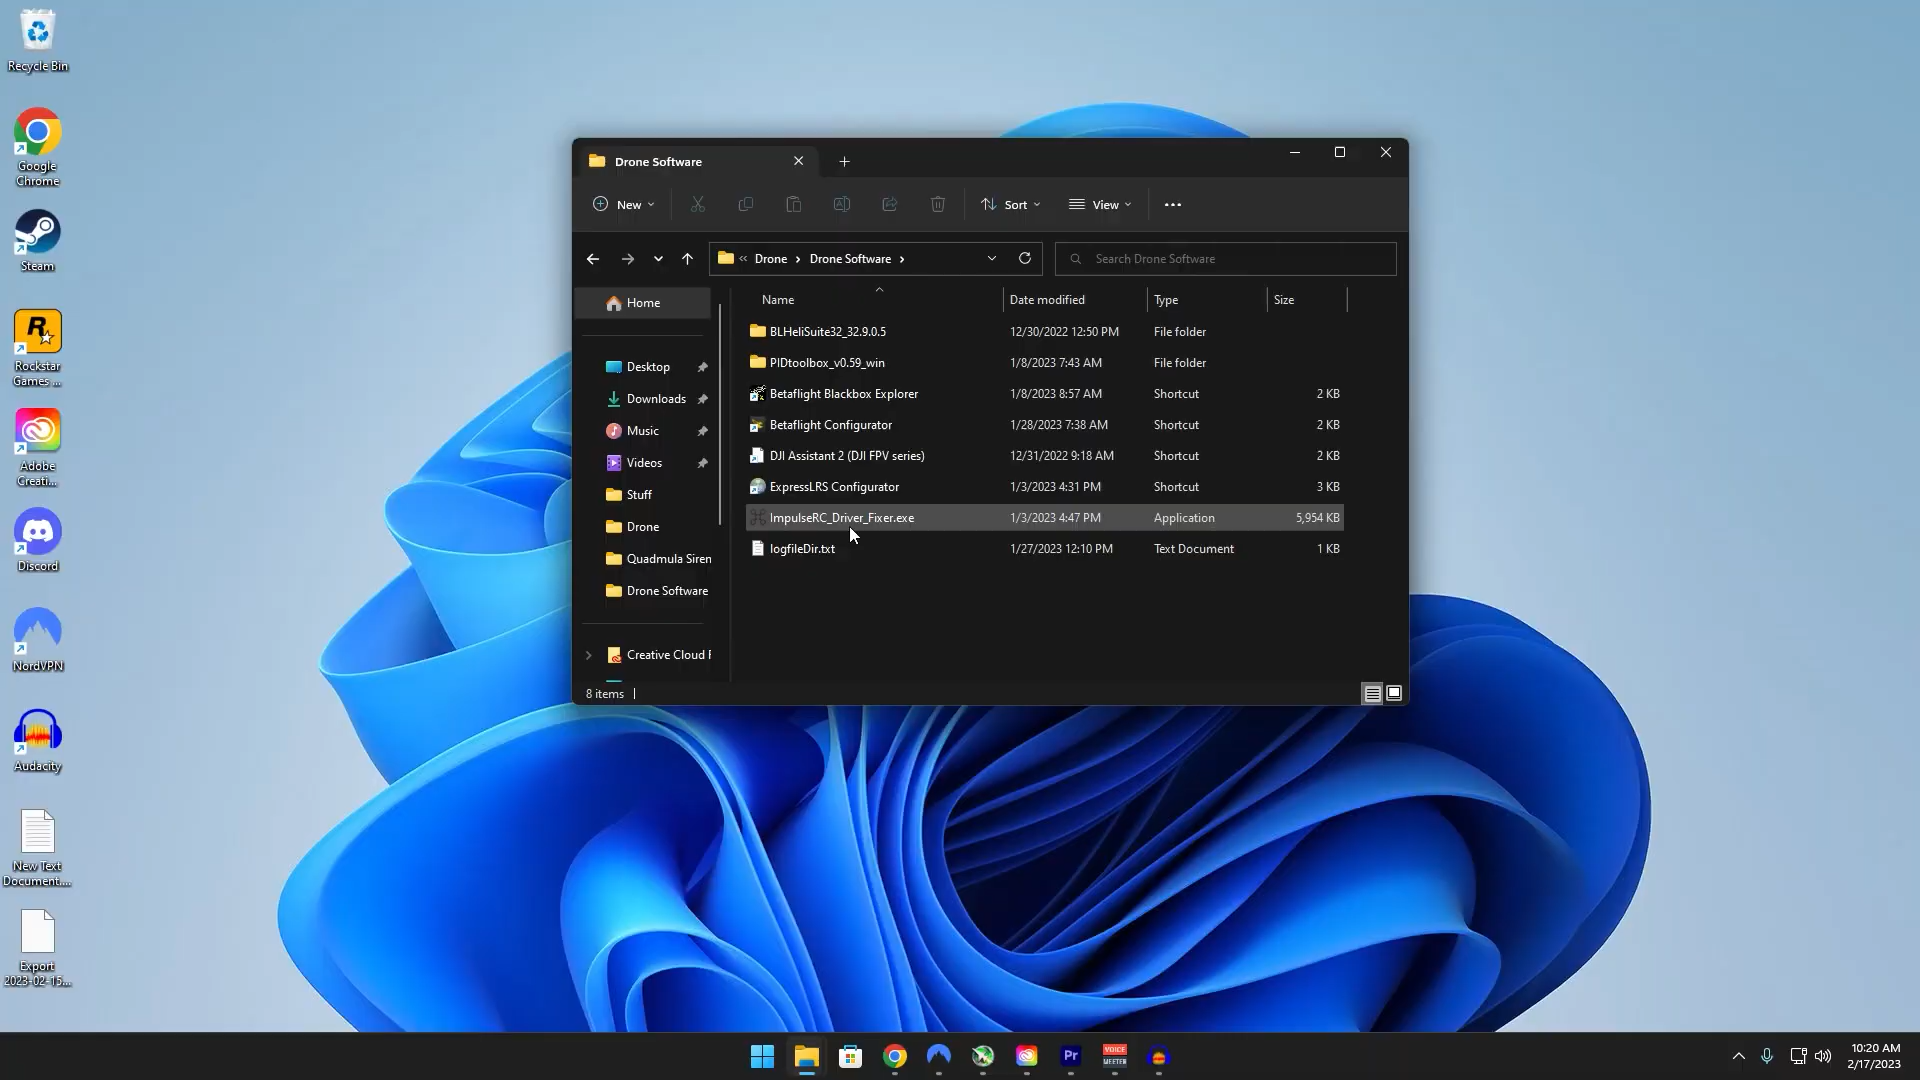 Recycle Bin
Google
Chrome
Steam
Rockstar
Games ...
Adobe
Creati...
Discord
NordVPN
Audacity
New Text
Document....
Export
2023-02-15...
Drone Software
New
Sort
View
Drone
Drone Software
Search Drone Software
Home
Desktop
Downloads
Music
Videos
Stuff
Drone
Quadmula Siren
Drone Software
Creative Cloud F
Name Date modified Type Size
BLHeliSuite32_32.9.0.5 12/30/2022 12:50 PM File folder
PIDtoolbox_v0.59_win 1/8/2023 7:43 AM File folder
Betaflight Blackbox Explorer 1/8/2023 8:57 AM Shortcut 2 KB
Betaflight Configurator 1/28/2023 7:38 AM Shortcut 2 KB
DJI Assistant 2 (DJI FPV series) 12/31/2022 9:18 AM Shortcut 2 KB
ExpressLRS Configurator 1/3/2023 4:31 PM Shortcut 3 KB
ImpulseRC_Driver_Fixer.exe 1/3/2023 4:47 PM Application 5,954 KB
logfileDir.txt 1/27/2023 12:10 PM Text Document 1 KB
8 items
Pr
VOICE
MEETER
10:20 AM
2/17/2023